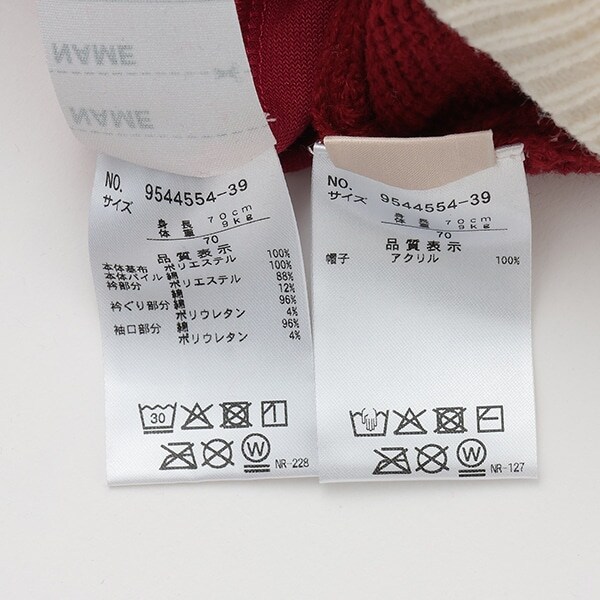 NAME
NAME
NO. 9544554-39
サイズ
身長 70cm
体重 9kg
70
品質表示
本体基布 ポリエステル 100%
本体パイル 綿 100%
衿部分 ポリエステル 88%
綿 12%
衿ぐり部分 綿 96%
ポリウレタン 4%
袖口部分 綿 96%
ポリウレタン 4%
30
W
NR-228
NO. 9544554-39
サイズ
身長 70cm
体重 9kg
70
品質表示
帽子 アクリル 100%
W
NR-127